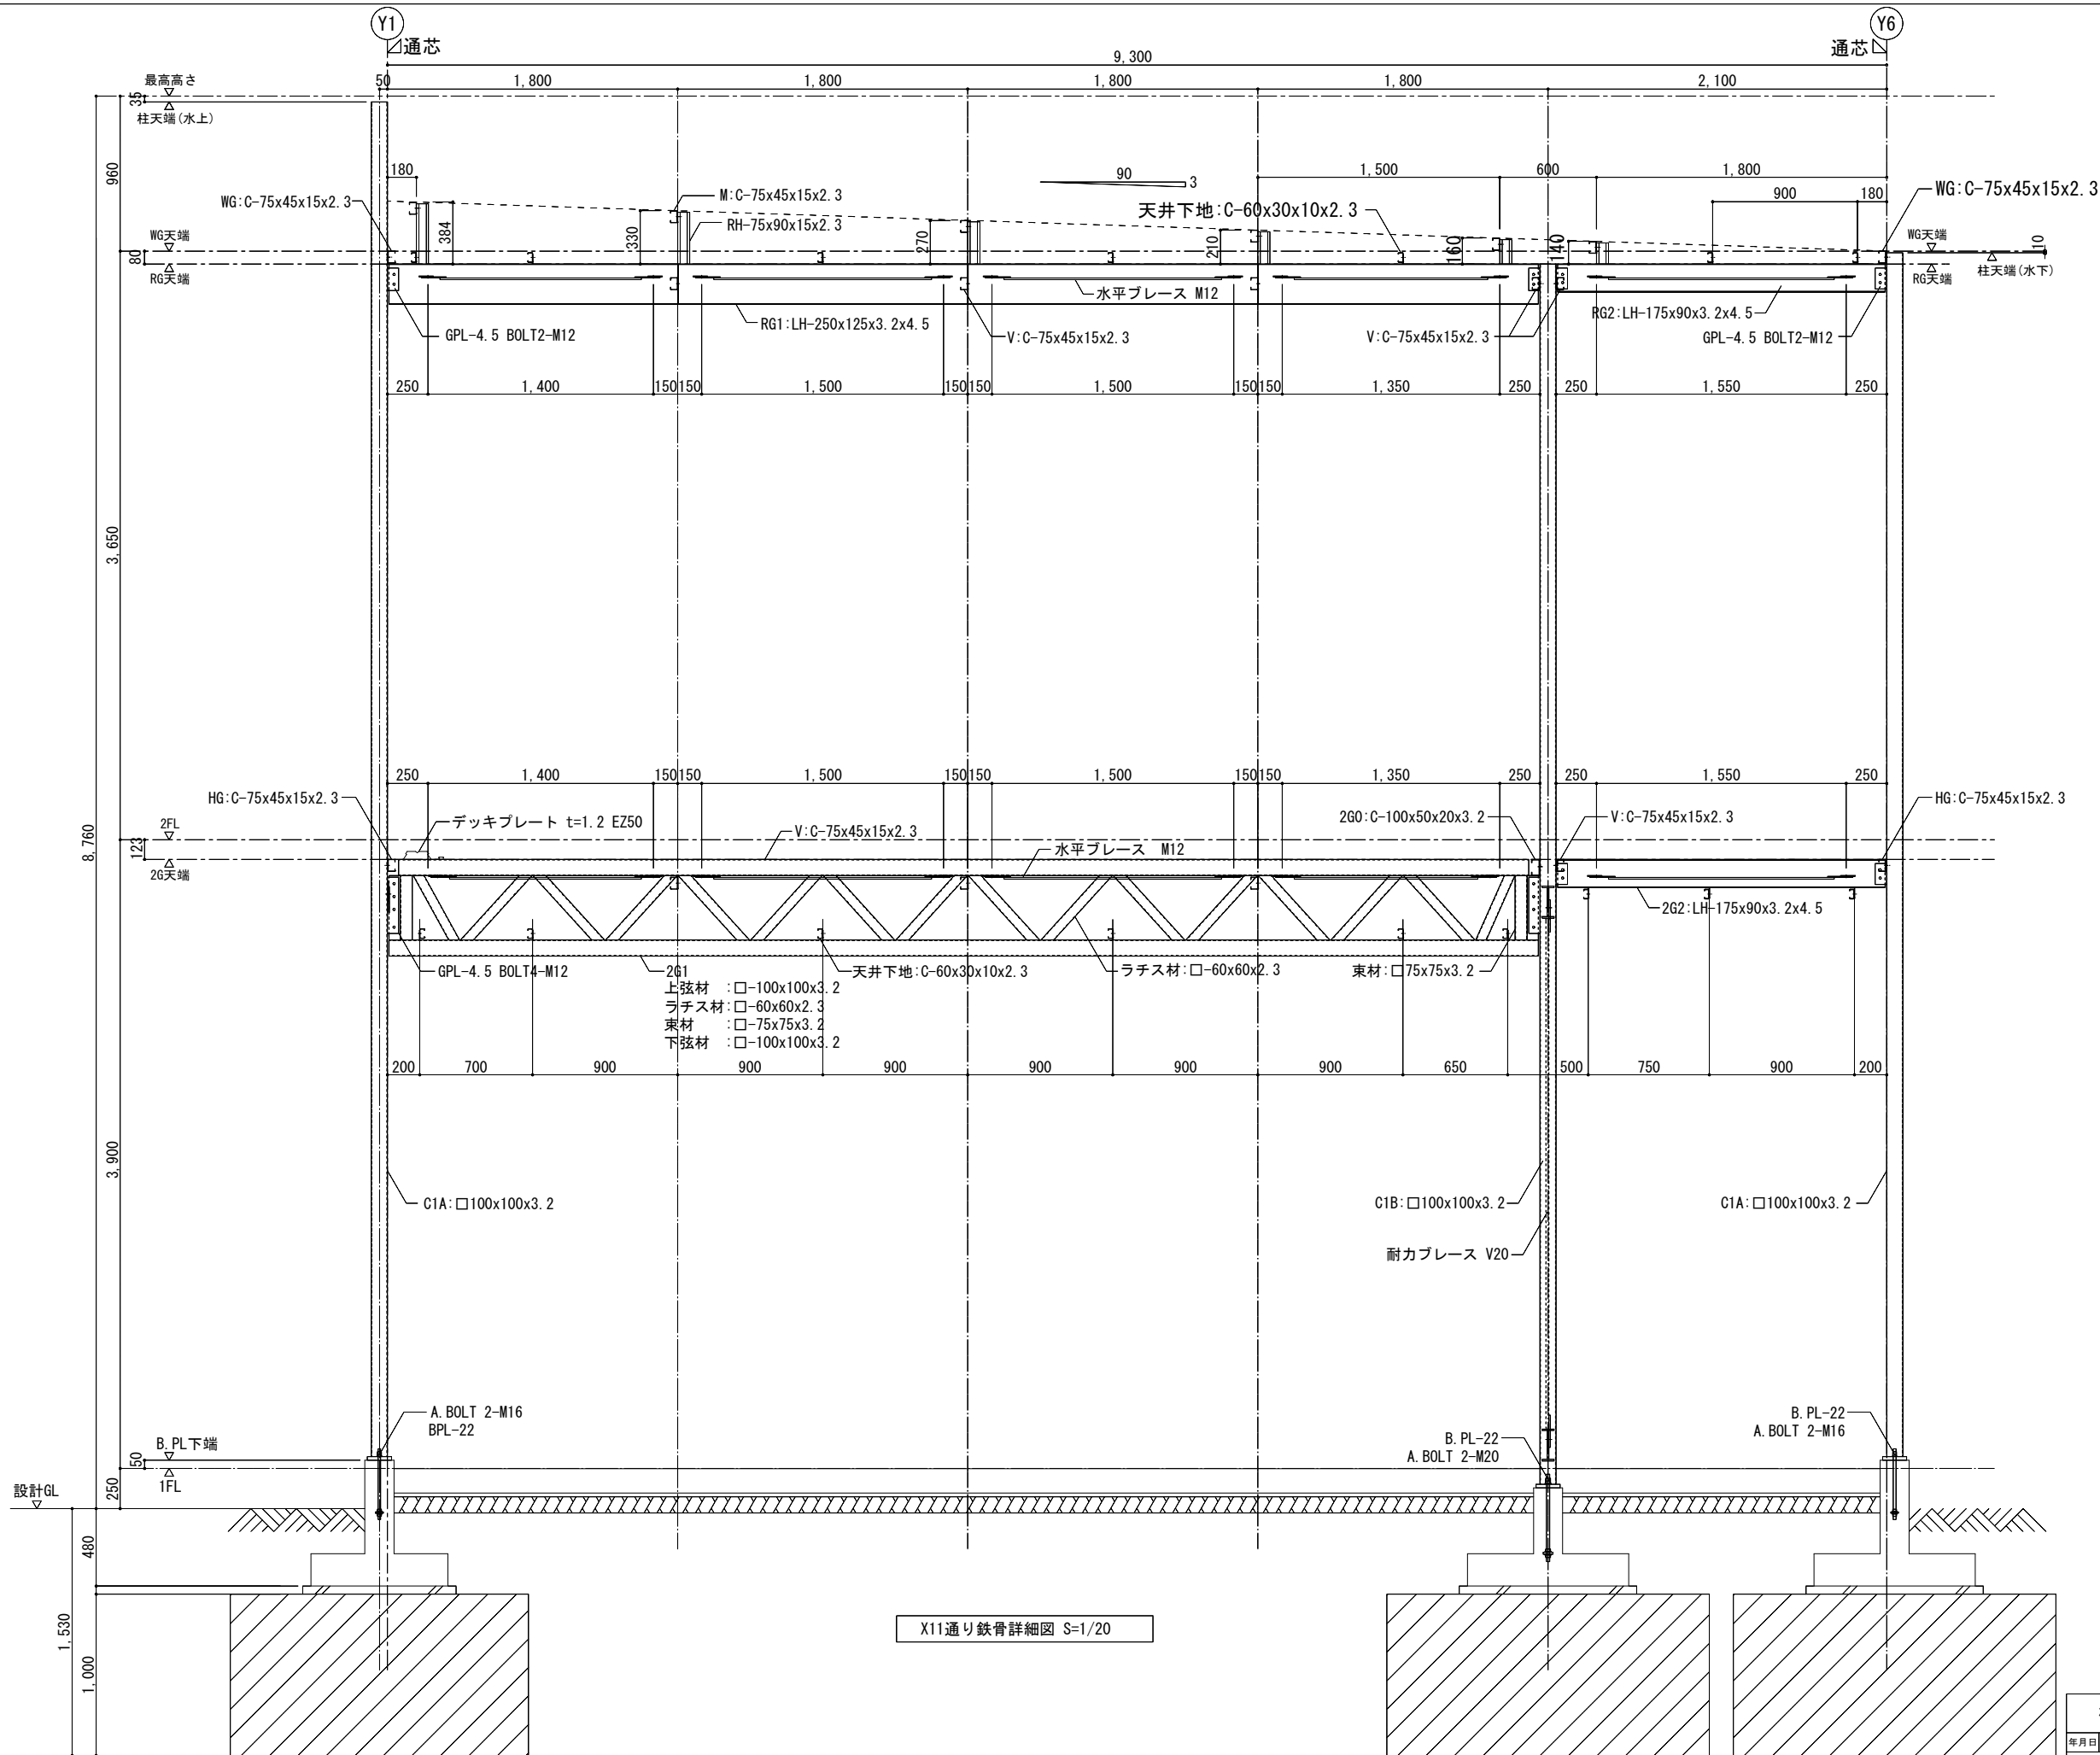 Y1
通芯
Y6
通芯
9,300
50
1,800
1,800
1,800
1,800
2,100
最高高さ
35
柱天端(水上)
960
180
90
3
1,500
600
1,800
900
180
WG:C-75x45x15x2.3
M:C-75x45x15x2.3
RH-75x90x15x2.3
天井下地:C-60x30x10x2.3
WG:C-75x45x15x2.3
384
330
270
210
160
140
WG天端
80
RG天端
WG天端
RG天端
10
柱天端(水下)
水平ブレース M12
RG1:LH-250x125x3.2x4.5
GPL-4.5 BOLT2-M12
V:C-75x45x15x2.3
V:C-75x45x15x2.3
RG2:LH-175x90x3.2x4.5
GPL-4.5 BOLT2-M12
250
1,400
150
150
1,500
150
150
1,500
150
150
1,350
250
250
1,550
250
3,650
8,760
250
1,400
150
150
1,500
150
150
1,500
150
150
1,350
250
250
1,550
250
HG:C-75x45x15x2.3
デッキプレート t=1.2 EZ50
V:C-75x45x15x2.3
水平ブレース M12
2G0:C-100x50x20x3.2
V:C-75x45x15x2.3
HG:C-75x45x15x2.3
2FL
123
2G天端
2G2:LH-175x90x3.2x4.5
GPL-4.5 BOLT4-M12
2G1
上弦材 :□-100x100x3.2
ラチス材:□-60x60x2.3
束材 :□-75x75x3.2
下弦材 :□-100x100x3.2
天井下地:C-60x30x10x2.3
ラチス材:□-60x60x2.3
束材:□75x75x3.2
200
700
900
900
900
900
900
900
650
500
750
900
200
3,900
C1A:□100x100x3.2
C1B:□100x100x3.2
C1A:□100x100x3.2
耐力ブレース V20
A.BOLT 2-M16
BPL-22
B.PL-22
A.BOLT 2-M20
B.PL-22
A.BOLT 2-M16
B.PL下端
50
1FL
250
設計GL
480
1,530
1,000
X11通り鉄骨詳細図 S=1/20
年月日